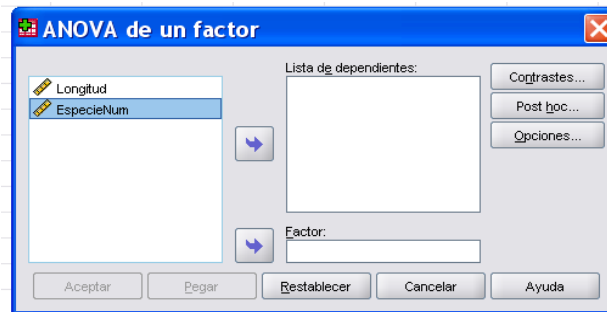 ANOVA de un factor
Longitud
EspecieNum
Lista de dependientes:
Factor:
Contrastes...
Post hoc...
Opciones...
Aceptar
Pegar
Restablecer
Cancelar
Ayuda